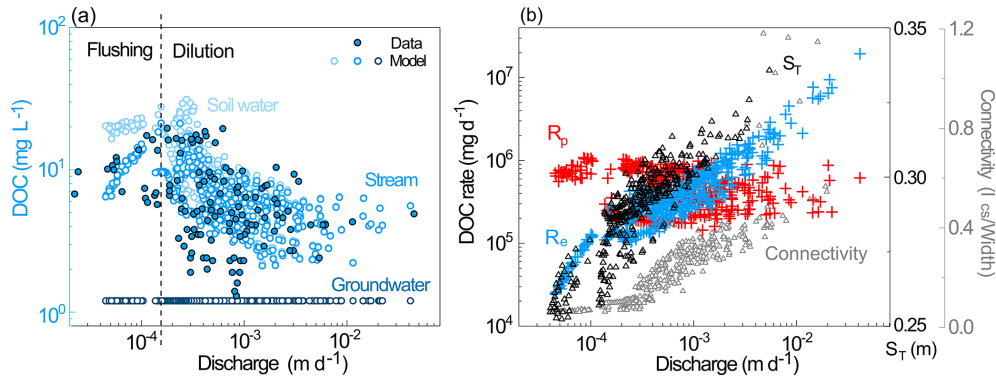 (a)
Flushing
Dilution
Data
Model
Soil water
Stream
Groundwater
DOC (mg L⁻¹)
10²
10¹
10⁰
10⁻⁴
10⁻³
10⁻²
Discharge (m d⁻¹)
(b)
S_T
R_p
R_e
Connectivity
DOC rate (mg d⁻¹)
10⁷
10⁶
10⁵
10⁴
10⁻⁴
10⁻³
10⁻²
Discharge (m d⁻¹)
0.35
0.30
0.25
S_T (m)
1.2
0.8
0.4
0.0
Connectivity (I cs/Width)